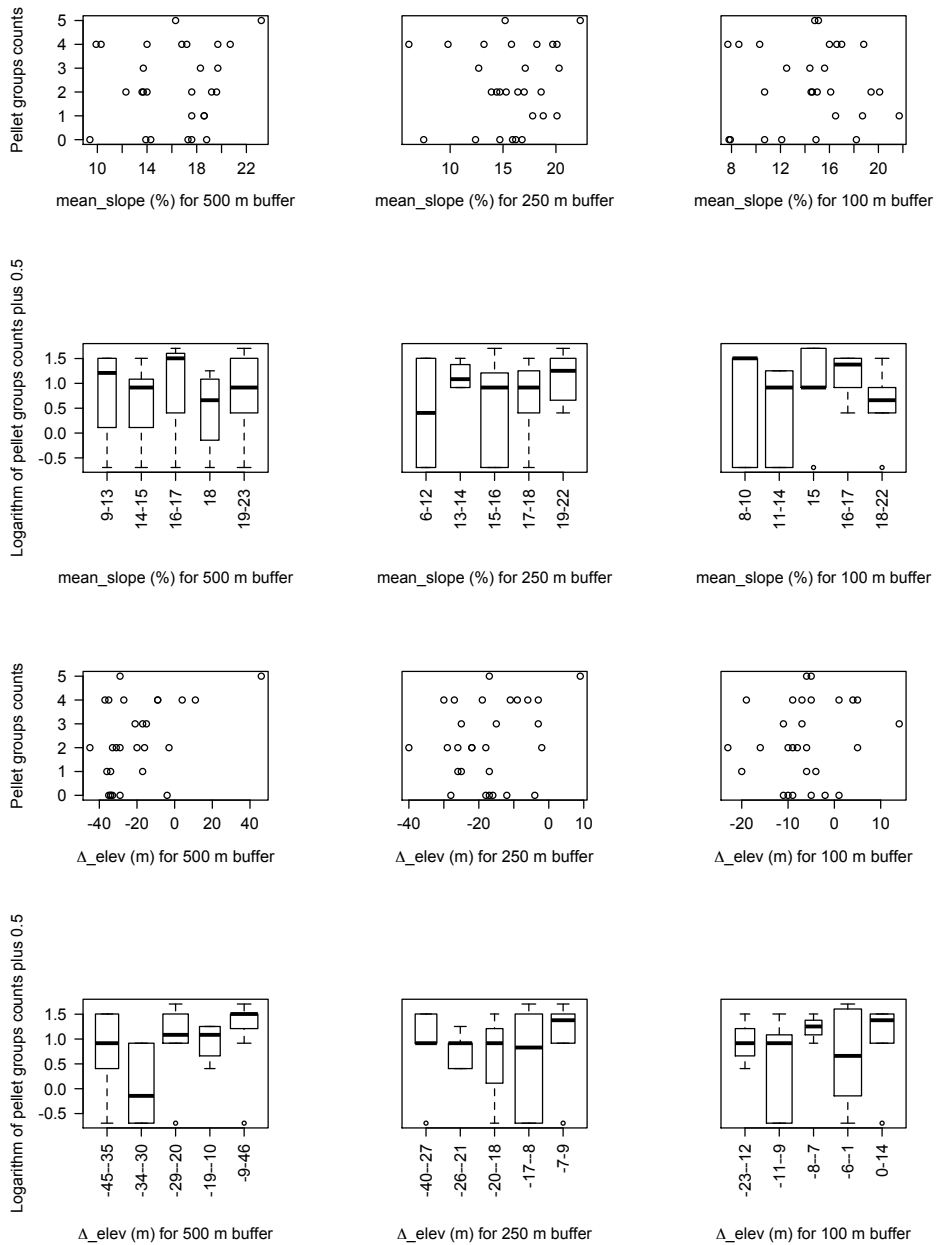 Pellet groups counts
5
4
3
2
1
0
10 14 18 22
10 15 20
8 12 16 20
mean_slope (%) for 500 m buffer
mean_slope (%) for 250 m buffer
mean_slope (%) for 100 m buffer
Logarithm of pellet groups counts plus 0.5
1.5
1.0
0.5
0.0
-0.5
9-13 14-15 16-17 18 19-23
6-12 13-14 15-16 17-18 19-22
8-10 11-14 15 16-17 18-22
mean_slope (%) for 500 m buffer
mean_slope (%) for 250 m buffer
mean_slope (%) for 100 m buffer
Pellet groups counts
5
4
3
2
1
0
-40 -20 0 20 40
-40 -20 0 10
-20 -10 0 10
Δ_elev (m) for 500 m buffer
Δ_elev (m) for 250 m buffer
Δ_elev (m) for 100 m buffer
Logarithm of pellet groups counts plus 0.5
1.5
1.0
0.5
0.0
-0.5
-45--35 -34--30 -29--20 -19--10 -9-46
-40--27 -26--21 -20--18 -17--8 -7-9
-23--12 -11--9 -8--7 -6--1 0-14
Δ_elev (m) for 500 m buffer
Δ_elev (m) for 250 m buffer
Δ_elev (m) for 100 m buffer